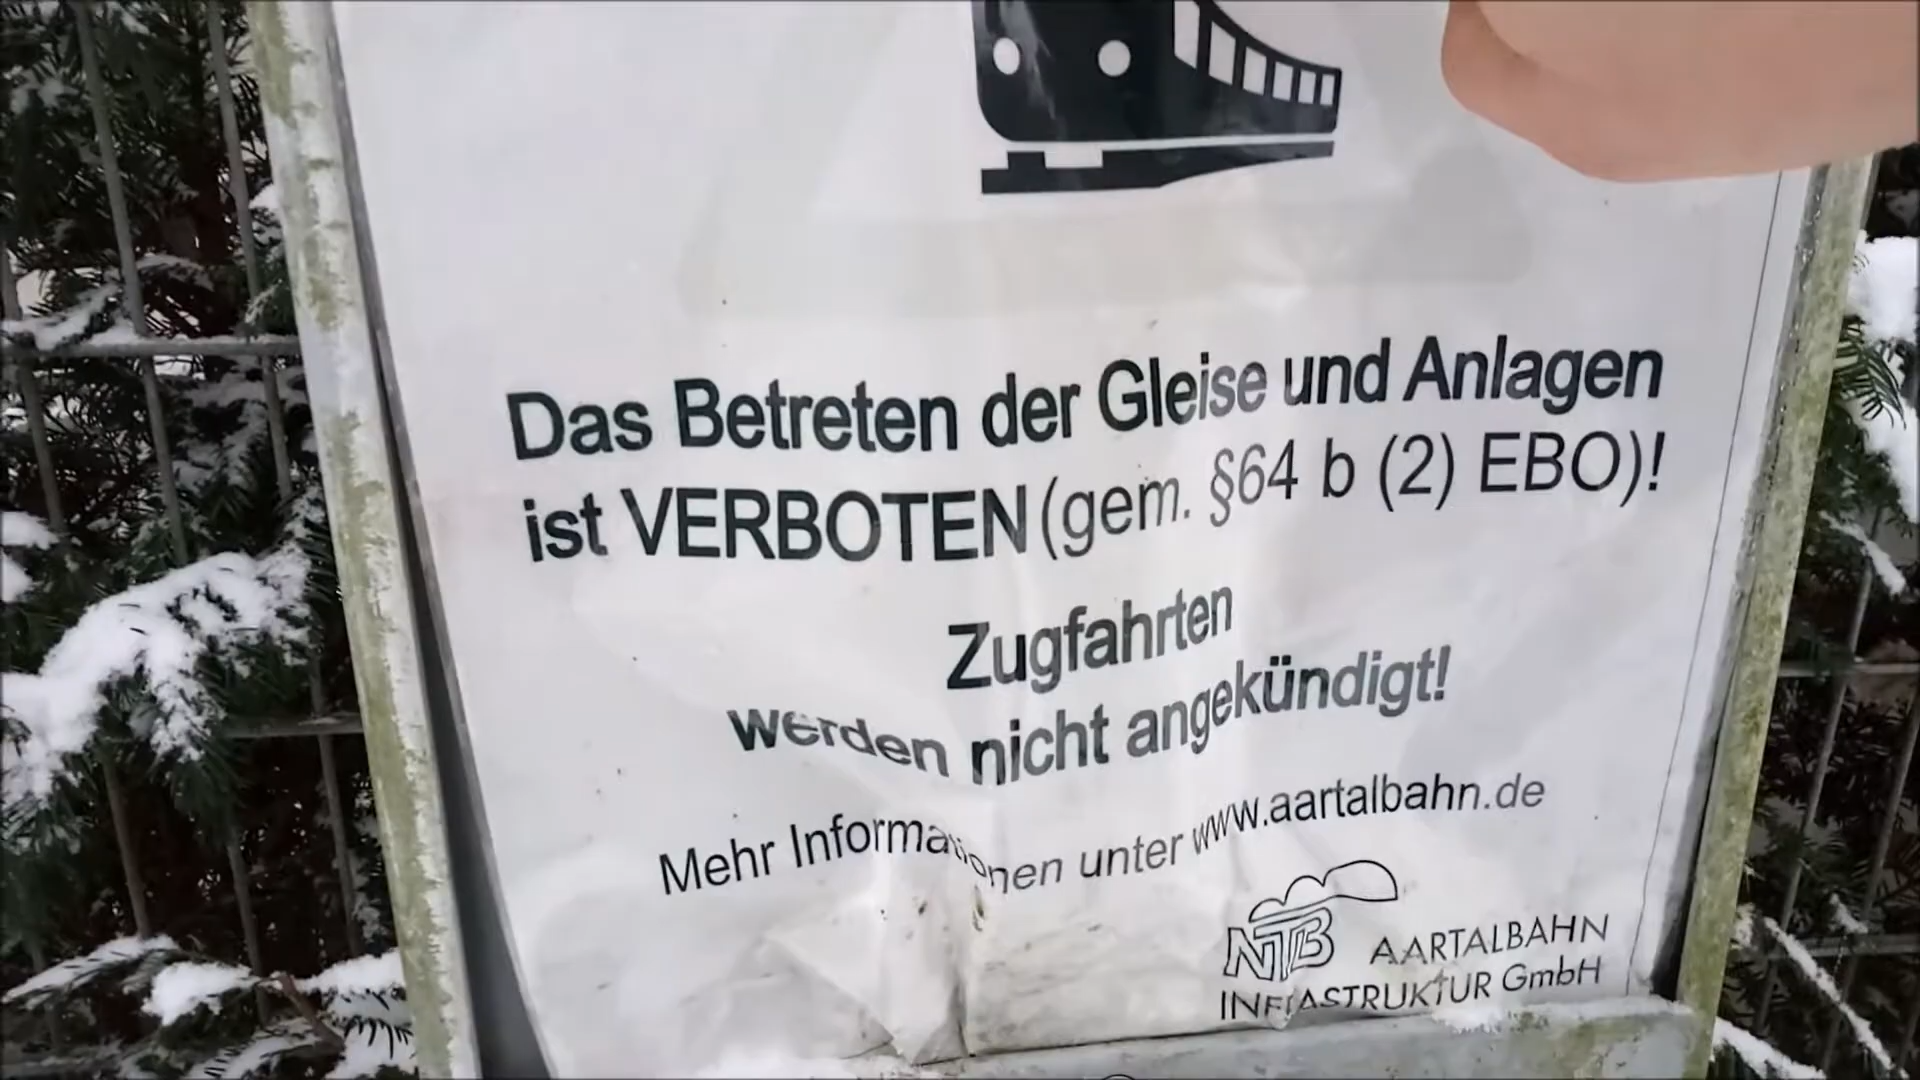 Das Betreten der Gleise und Anlagen
ist VERBOTEN (gem. §64 b (2) EBO)!
Zugfahrten
werden nicht angekündigt!
Mehr Informationen unter www.aartalbahn.de
NTB AARTALBAHN
INFRASTRUKTUR GmbH